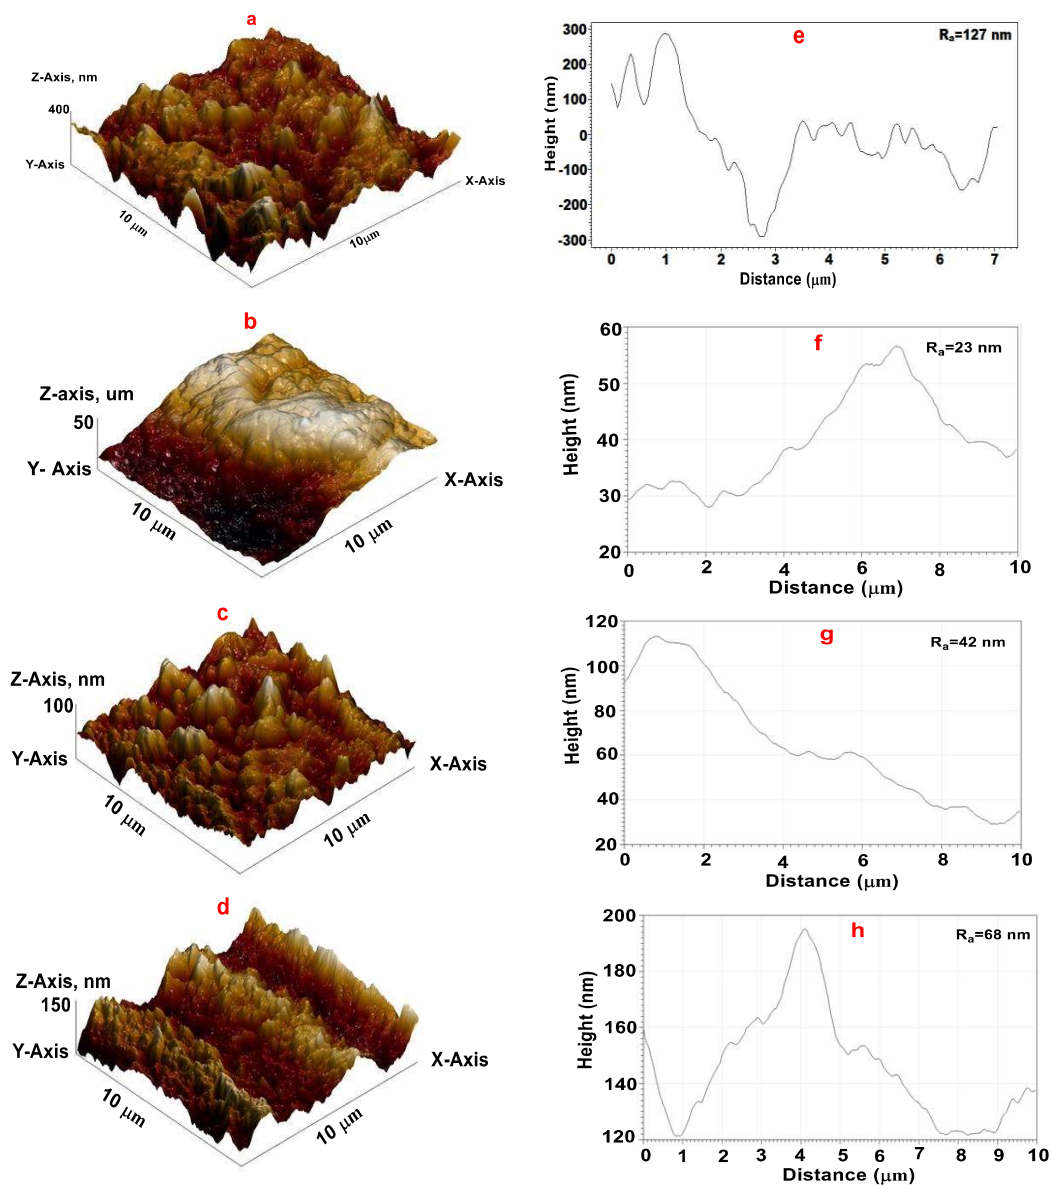 a
Z-Axis, nm
400
Y-Axis
X-Axis
10 µm
10µm
e
Ra=127 nm
Height (nm)
300
200
100
0
-100
-200
-300
0 1 2 3 4 5 6 7
Distance (µm)
b
Z-axis, um
50
Y- Axis
X-Axis
10 µm
10 µm
f
Ra=23 nm
Height (nm)
60
50
40
30
20
0 2 4 6 8 10
Distance (µm)
c
Z-Axis, nm
100
Y-Axis
X-Axis
10 µm
10 µm
g
Ra=42 nm
Height (nm)
120
100
80
60
40
20
0 2 4 6 8 10
Distance (µm)
d
Z-Axis, nm
150
Y-Axis
X-Axis
10 µm
10 µm
h
Ra=68 nm
Height (nm)
200
180
160
140
120
0 1 2 3 4 5 6 7 8 9 10
Distance (µm)